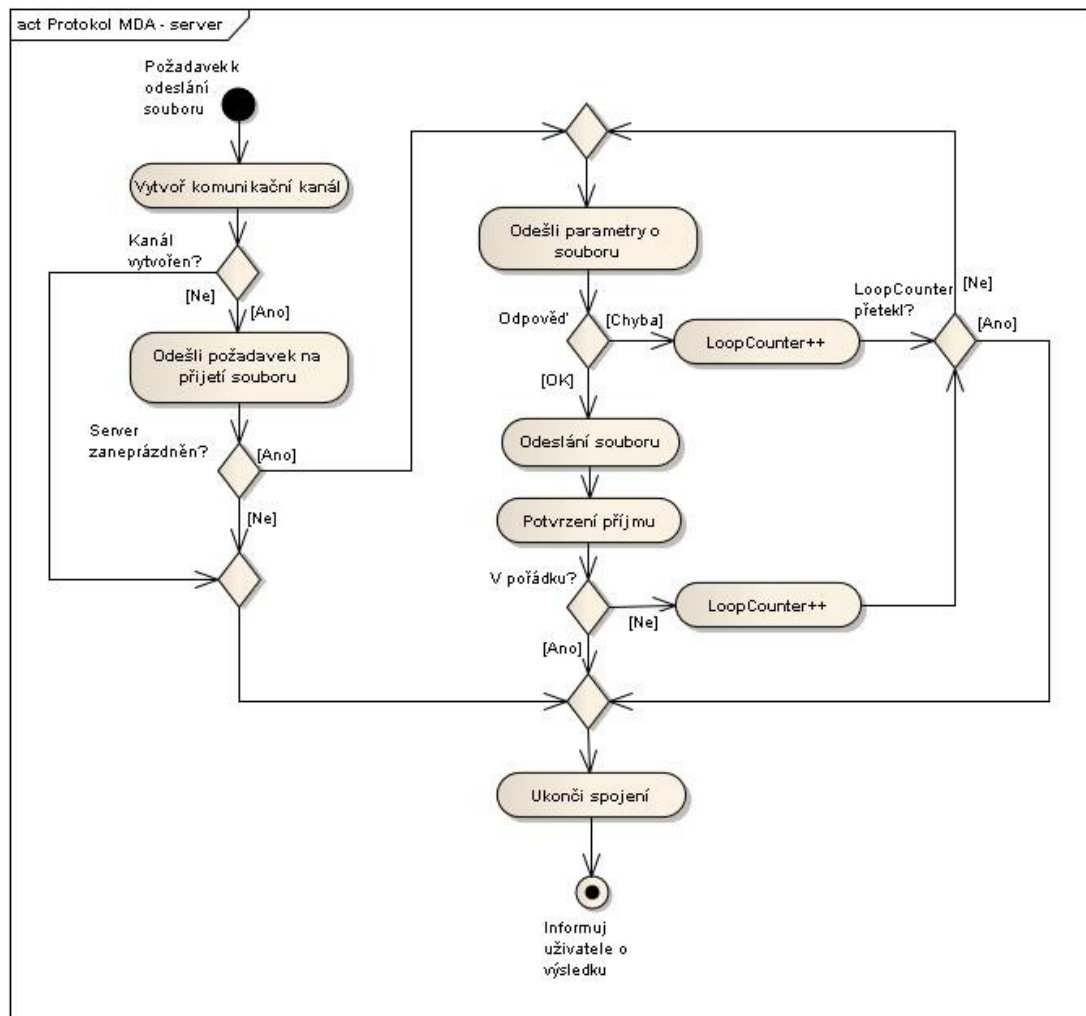 act Protokol MDA - server
Požadavek k
odeslání
souboru
Vytvoř komunikační kanál
Kanál
vytvořen?
[Ne]
[Ano]
Odešli požadavek na
přijetí souboru
Server
zaneprázdněn?
[Ano]
[Ne]
Odešli parametry o
souboru
Odpověď
[Chyba]
LoopCounter++
LoopCounter
přetekl?
[Ne]
[Ano]
[OK]
Odeslání souboru
Potvrzení příjmu
V pořádku?
[Ne]
LoopCounter++
[Ano]
Ukonči spojení
Informuj
uživatele o
výsledku